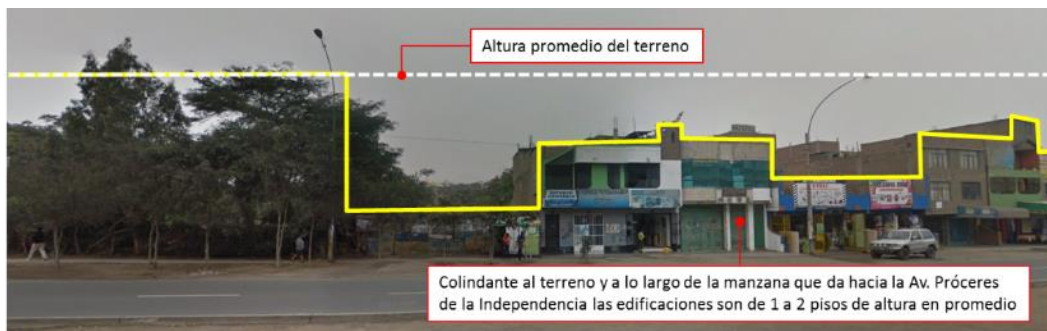 Altura promedio del terreno
Colindante al terreno y a lo largo de la manzana que da hacia la Av. Próceres
de la Independencia las edificaciones son de 1 a 2 pisos de altura en promedio